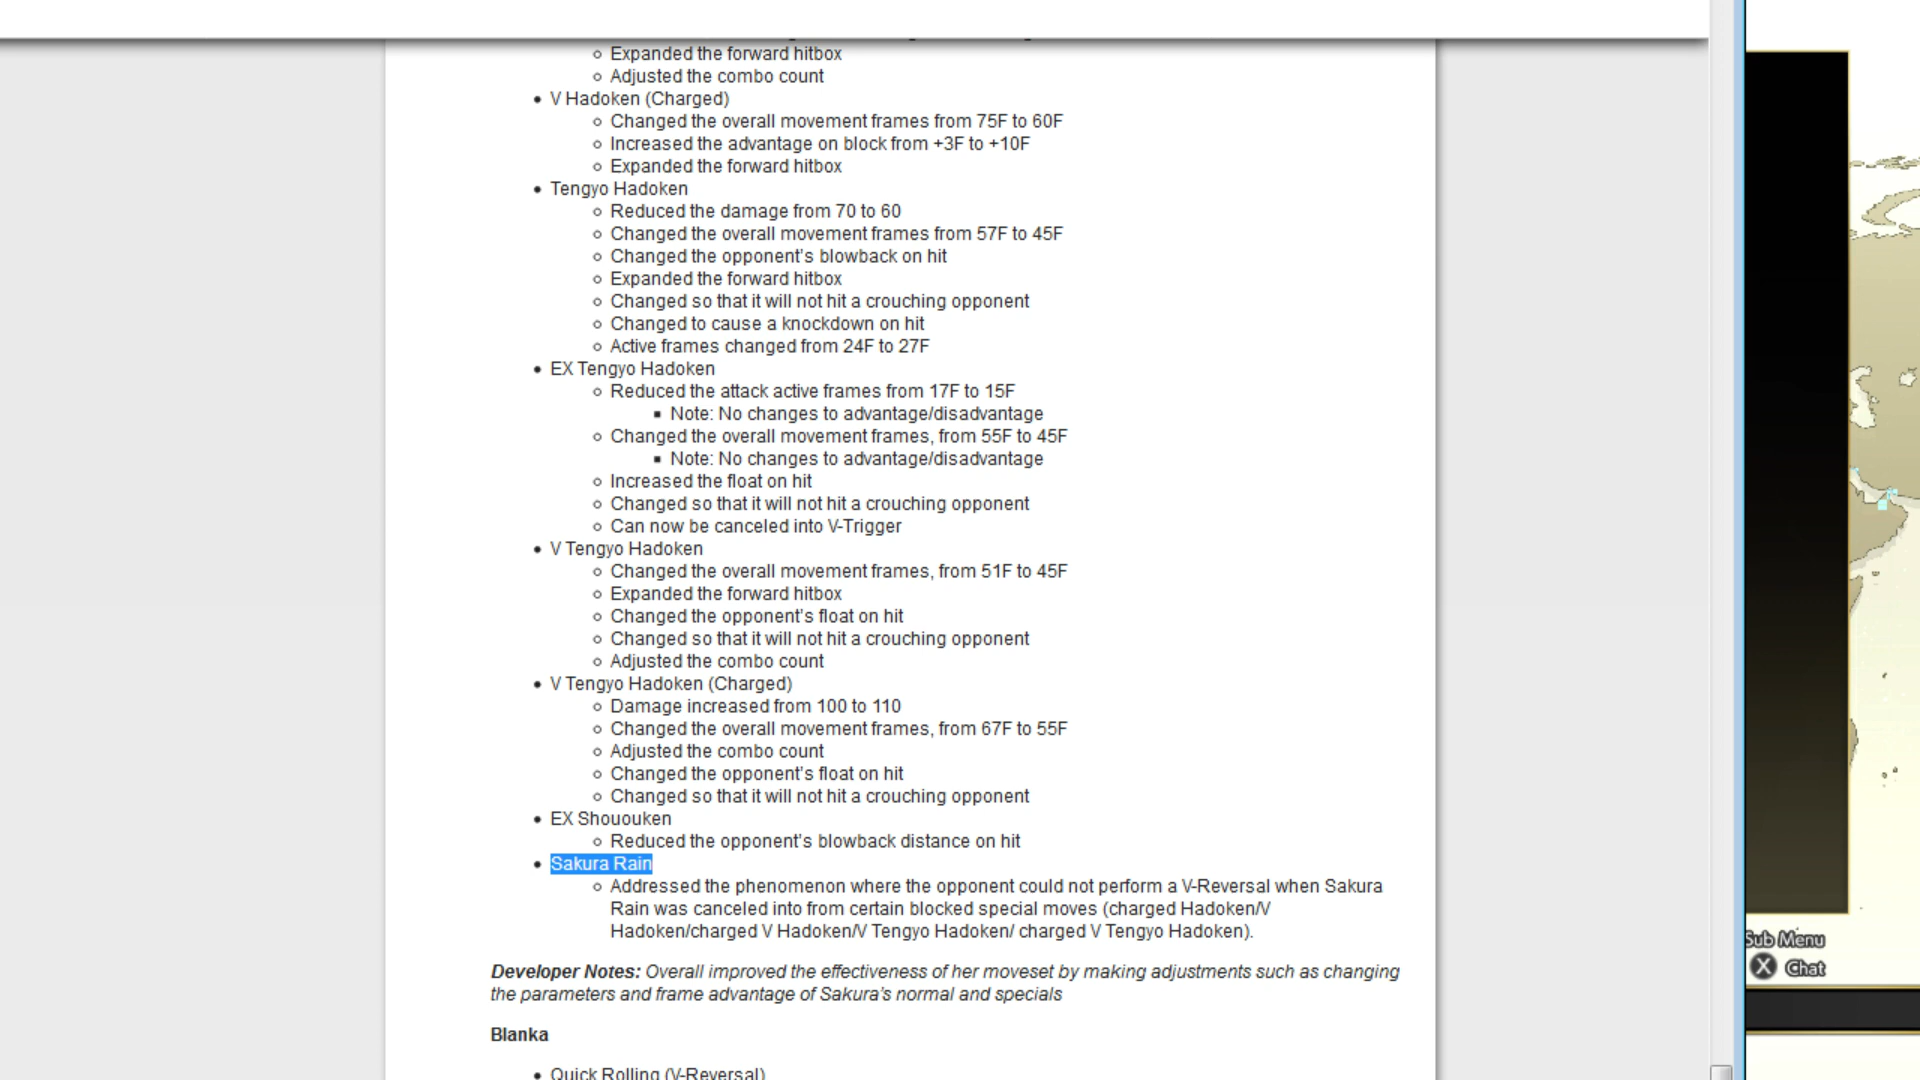 Expanded the forward hitbox
Adjusted the combo count
V Hadoken (Charged)
Changed the overall movement frames from 75F to 60F
Increased the advantage on block from +3F to +10F
Expanded the forward hitbox
Tengyo Hadoken
Reduced the damage from 70 to 60
Changed the overall movement frames from 57F to 45F
Changed the opponent's blowback on hit
Expanded the forward hitbox
Changed so that it will not hit a crouching opponent
Changed to cause a knockdown on hit
Active frames changed from 24F to 27F
EX Tengyo Hadoken
Reduced the attack active frames from 17F to 15F
Note: No changes to advantage/disadvantage
Changed the overall movement frames, from 55F to 45F
Note: No changes to advantage/disadvantage
Increased the float on hit
Changed so that it will not hit a crouching opponent
Can now be canceled into V-Trigger
V Tengyo Hadoken
Changed the overall movement frames, from 51F to 45F
Expanded the forward hitbox
Changed the opponent's float on hit
Changed so that it will not hit a crouching opponent
Adjusted the combo count
V Tengyo Hadoken (Charged)
Damage increased from 100 to 110
Changed the overall movement frames, from 67F to 55F
Adjusted the combo count
Changed the opponent's float on hit
Changed so that it will not hit a crouching opponent
EX Shououken
Reduced the opponent's blowback distance on hit
Sakura Rain
Addressed the phenomenon where the opponent could not perform a V-Reversal when Sakura
Rain was canceled into from certain blocked special moves (charged Hadoken/V
Hadoken/charged V Hadoken/V Tengyo Hadoken/ charged V Tengyo Hadoken).
Developer Notes: Overall improved the effectiveness of her moveset by making adjustments such as changing
the parameters and frame advantage of Sakura's normal and specials
Blanka
Quick Rolling (V-Reversal)
Sub Menu
X Chat